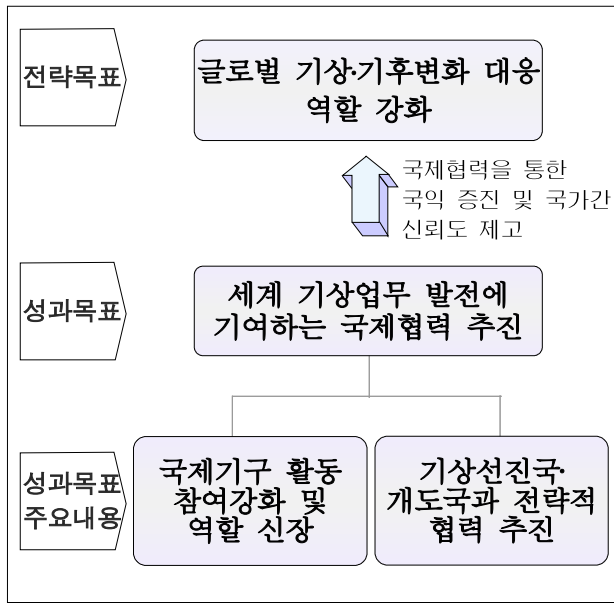 전략목표
글로벌 기상·기후변화 대응
역할 강화
국제협력을 통한
국익 증진 및 국가간
신뢰도 제고
성과목표
세계 기상업무 발전에
기여하는 국제협력 추진
성과목표
주요내용
국제기구 활동
참여강화 및
역할 신장
기상선진국·
개도국과 전략적
협력 추진